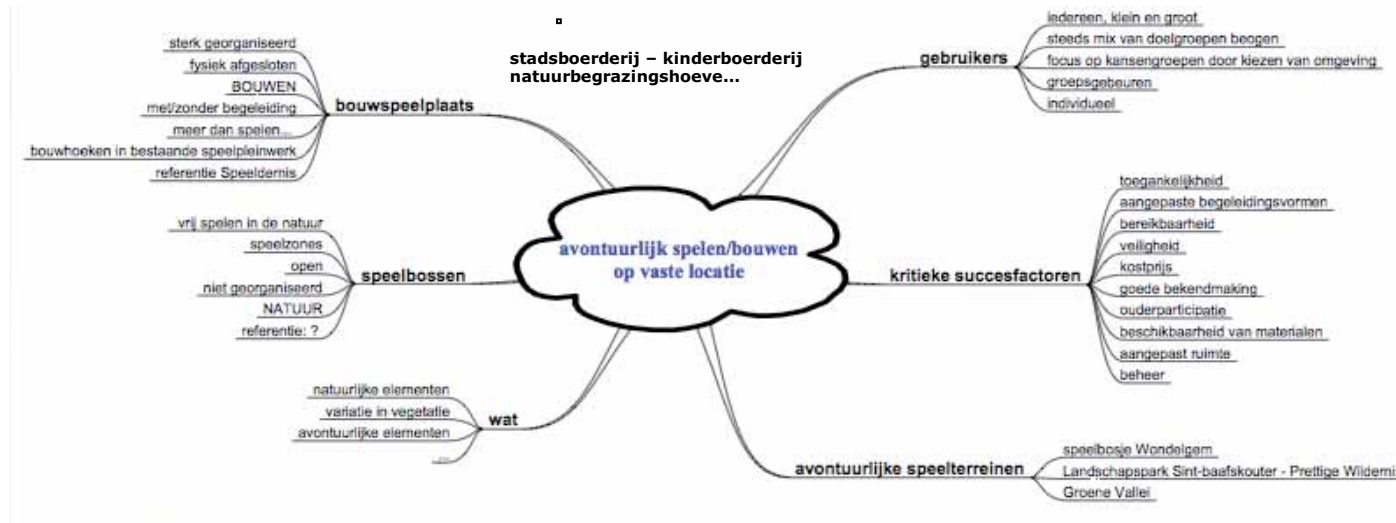 stadsboerderij – kinderboerderij
natuurbegrazingshoeve...
avontuurlijk spelen/bouwen
op vaste locatie
bouwspeelplaats
sterk georganiseerd
fysiek afgesloten
BOUWEN
met/zonder begeleiding
meer dan spelen...
bouwhoeken in bestaande speelpleinwerk
referentie Speeldernis
speelbossen
vrij spelen in de natuur
speelzones
open
niet georganiseerd
NATUUR
referentie: ?
wat
natuurlijke elementen
variatie in vegetatie
avontuurlijke elementen
...
gebruikers
iedereen, klein en groot
steeds mix van doelgroepen beogen
focus op kansengroepen door kiezen van omgeving
groepsgebeuren
individueel
kritieke succesfactoren
toegankelijkheid
aangepaste begeleidingsvormen
bereikbaarheid
veiligheid
kostprijs
goede bekendmaking
ouderparticipatie
beschikbaarheid van materialen
aangepast ruimte
beheer
avontuurlijke speelterreinen
speelbosje Wondelgem
Landschapspark Sint-baafskouter - Prettige Wilderni
Groene Vallei